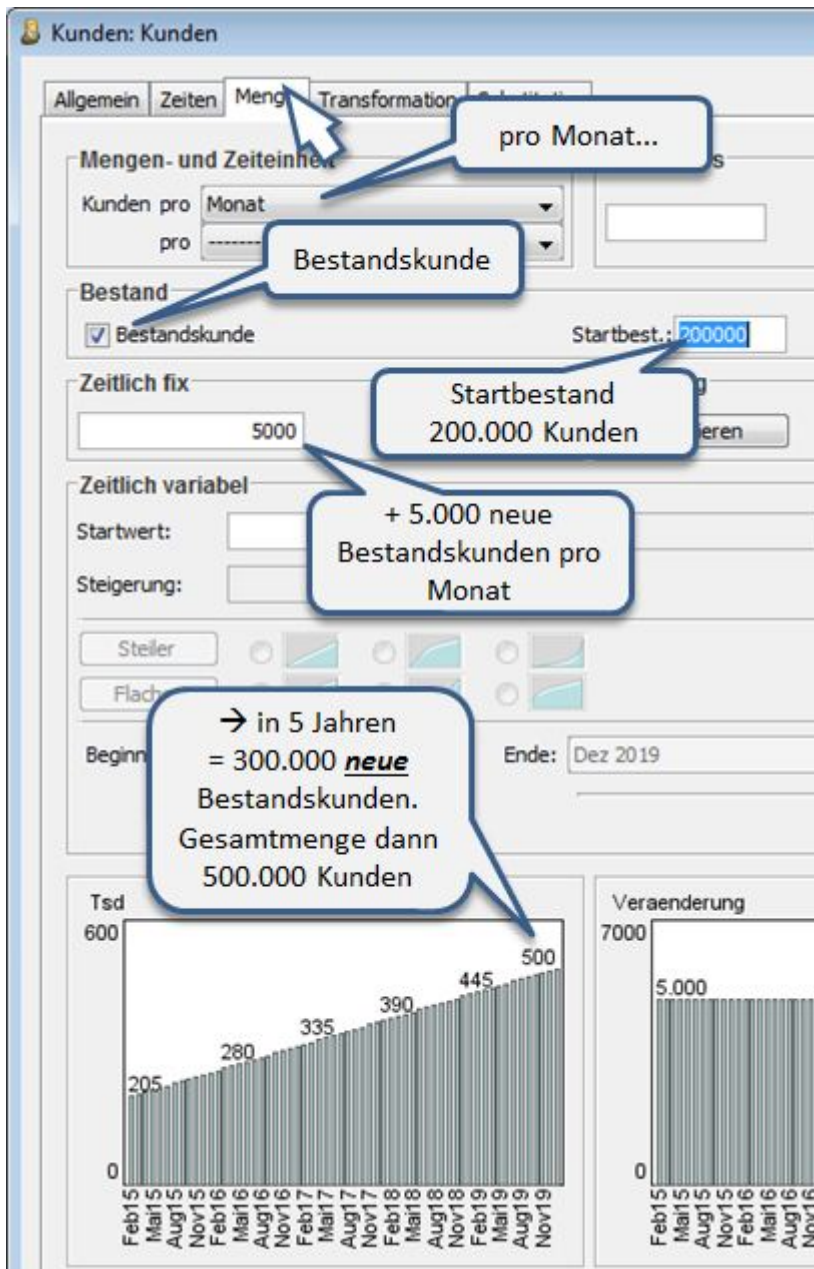 Kunden: Kunden
Allgemein Zeiten Menge Transformation
pro Monat...
Mengen- und Zeiteinheit
Kunden pro Monat
pro -------
Bestandskunde
Bestand
Bestandskunde Startbest.: 200000
Zeitlich fix
5000
Startbestand
200.000 Kunden
Zeitlich variabel
Startwert:
Steigerung:
+ 5.000 neue
Bestandskunden pro
Monat
Steiler
→ in 5 Jahren
= 300.000 neue
Bestandskunden.
Gesamtmenge dann
500.000 Kunden
Beginn Ende: Dez 2019
Tsd
600
500
445
390
335
280
205
0
Feb15 Mai15 Aug15 Nov15 Feb16 Mai16 Aug16 Nov16 Feb17 Mai17 Aug17 Nov17 Feb18 Mai18 Aug18 Nov18 Feb19 Mai19 Aug19 Nov19
Veraenderung
7000
5.000
0
Feb15 Mai15 Aug15 Nov15 Feb16 Mai16 Aug16 Nov16